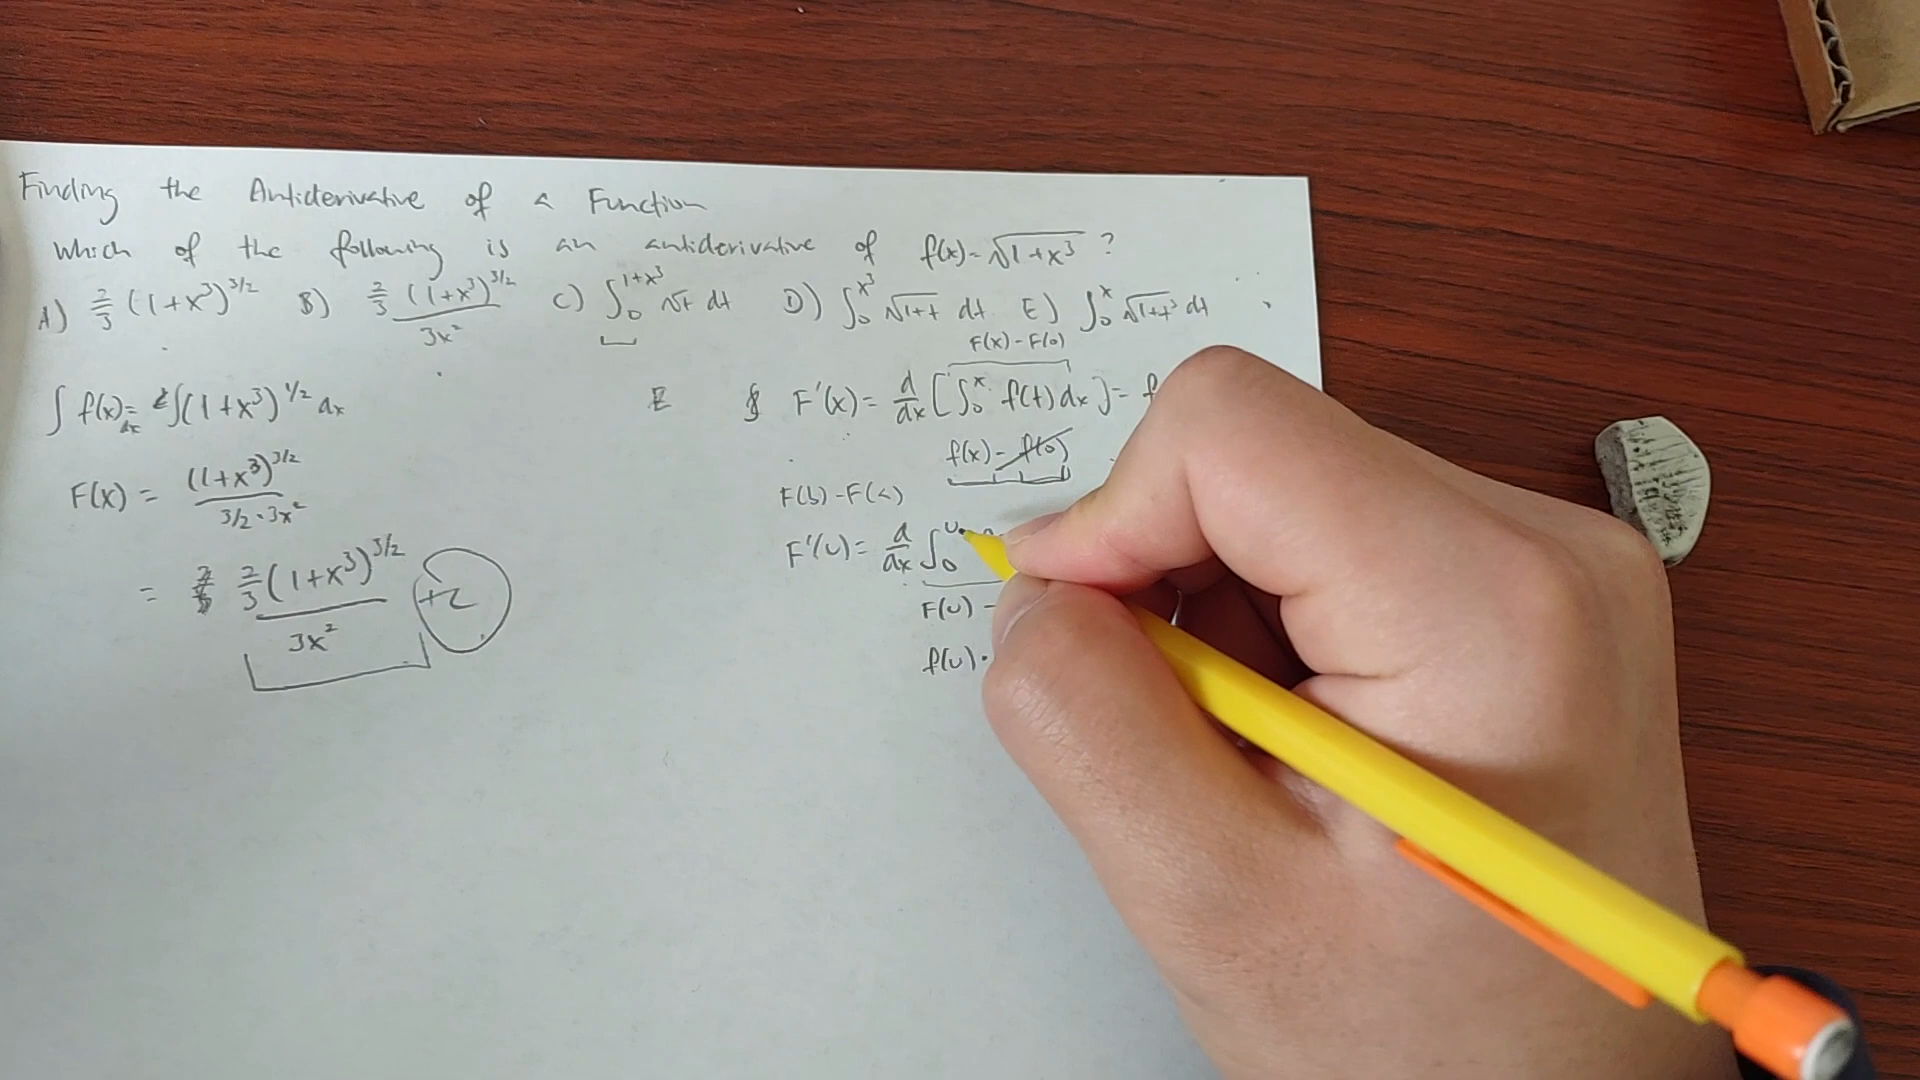 Finding the Antiderivative of a Function
Which of the following is an antiderivative of f(x)=√(1+x³) ?
A) 2/3 (1+x³)^3/2 B) 2/3 (1+x³)^3/2 / 3x² C) ∫₀^1+x³ √t dt D) ∫₀^x³ √(1+t) dt E) ∫₀^x √(1+t³) dt
∫ f(x) dx = ∫(1+x³)^1/2 dx
F(x) = (1+x³)^3/2 / 3/2 · 3x²
= 2/3 (1+x³)^3/2 / 3x² +C
F(x) - F(0)
E F'(x) = d/dx [∫₀^x f(t) dx] = f
f(x) - f(0)
F(b) - F(a)
F'(u) = d/dx ∫₀^u
F(u) -
f(u) ·